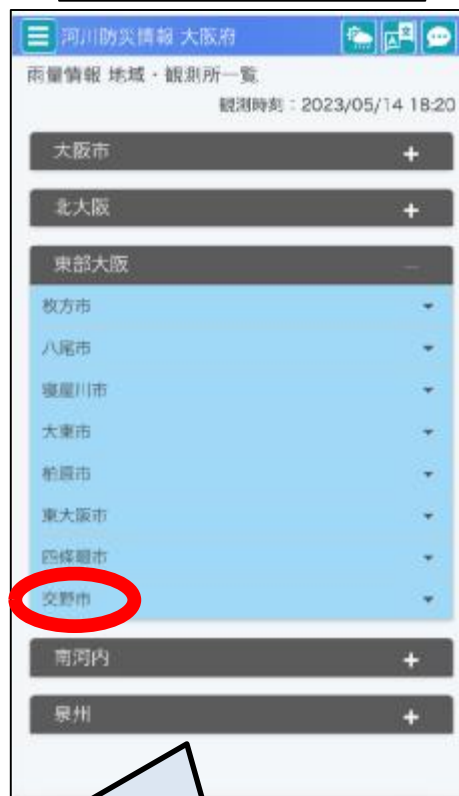 河川防災情報 大阪府
雨量情報 地域・観測所一覧
観測時刻：2023/05/14 18:20
大阪市
北大阪
東部大阪
枚方市
八尾市
寝屋川市
大東市
柏原市
東大阪市
四條畷市
交野市
南河内
泉州